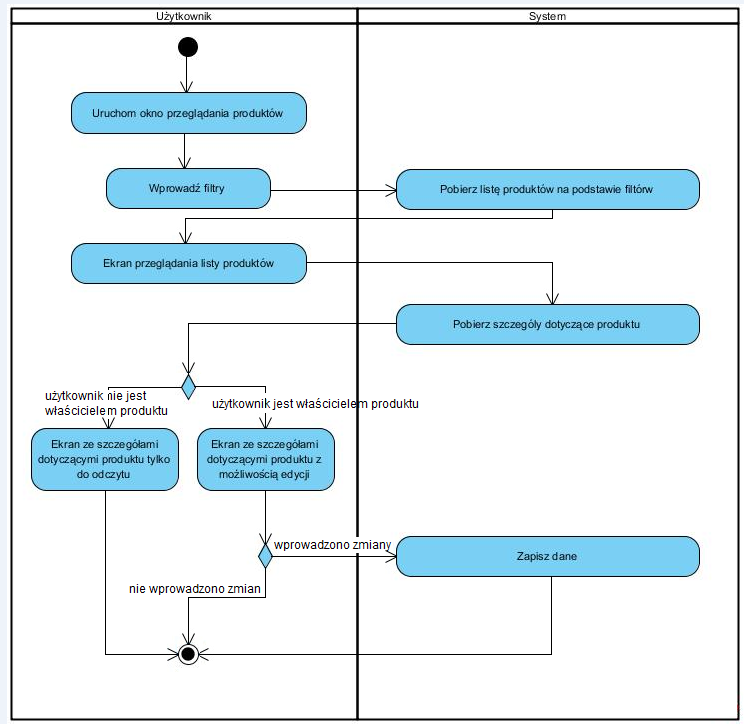 Użytkownik
System
Uruchom okno przeglądania produktów
Wprowadź filtry
Pobierz listę produktów na podstawie filtórw
Ekran przeglądania listy produktów
Pobierz szczególy dotyczące produktu
użytkownik nie jest
właścicielem produktu
użytkownik jest właścicielem produktu
Ekran ze szczegółami
dotyczącymi produktu tylko
do odczytu
Ekran ze szczegółami
dotyczącymi produktu z
możliwością edycji
wprowadzono zmiany
Zapisz dane
nie wprowadzono zmian